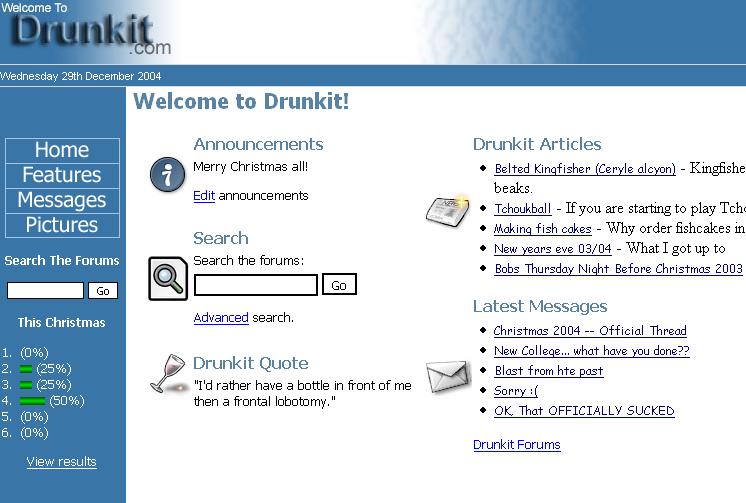 Welcome To
Drunkit
.com
Wednesday 29th December 2004
Home
Features
Messages
Pictures
Search The Forums
Go
This Christmas
1. (0%)
2. (25%)
3. (25%)
4. (50%)
5. (0%)
6. (0%)
View results
Welcome to Drunkit!
Announcements
Merry Christmas all!
Edit announcements
Search
Search the forums:
Go
Advanced search.
Drunkit Quote
"I'd rather have a bottle in front of me
then a frontal lobotomy."
Drunkit Articles
Belted Kingfisher (Ceryle alcyon) - Kingfishe
beaks.
Tchoukball - If you are starting to play Tcho
Making fish cakes - Why order fishcakes in
New years eve 03/04 - What I got up to
Bobs Thursday Night Before Christmas 2003
Latest Messages
Christmas 2004 -- Official Thread
New College... what have you done??
Blast from hte past
Sorry :(
OK, That OFFICIALLY SUCKED
Drunkit Forums